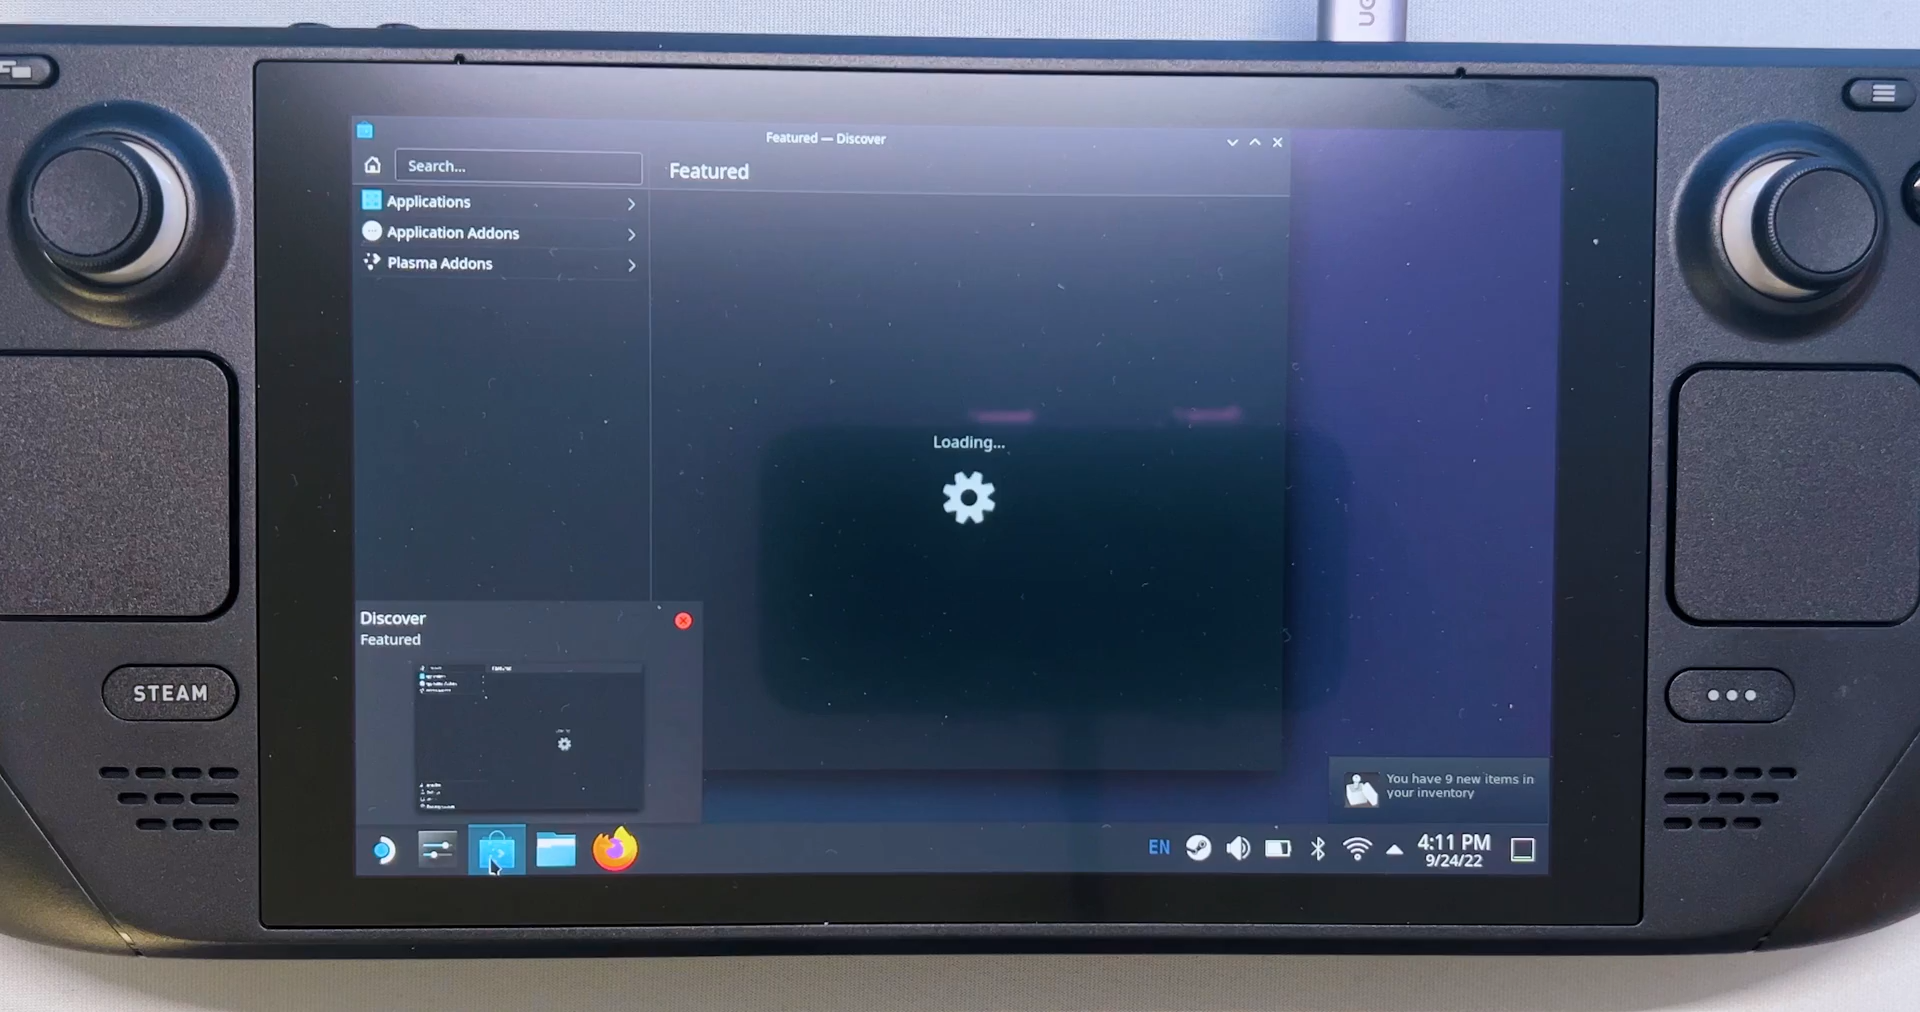 UG
Featured — Discover
Search...
Featured
Applications
Application Addons
Plasma Addons
Loading...
Discover
Featured
STEAM
You have 9 new items in
your inventory
EN
4:11 PM
9/24/22